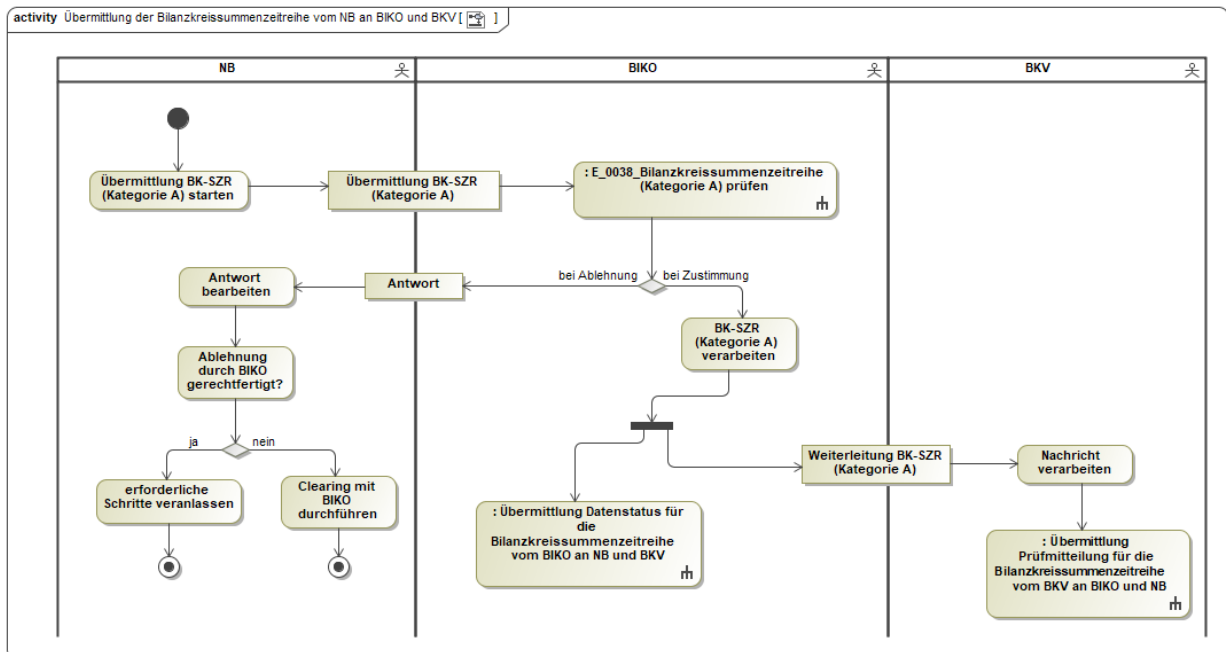 activity Übermittlung der Bilanzkreissummenzeitreihe vom NB an BIKO und BKV [ ]
NB
BIKO
BKV
Übermittlung BK-SZR
(Kategorie A) starten
Übermittlung BK-SZR
(Kategorie A)
: E_0038_Bilanzkreissummenzeitreihe
(Kategorie A) prüfen
bei Ablehnung
bei Zustimmung
Antwort
Antwort
bearbeiten
BK-SZR
(Kategorie A)
verarbeiten
Ablehnung
durch BIKO
gerechtfertigt?
ja
nein
erforderliche
Schritte veranlassen
Clearing mit
BIKO
durchführen
Weiterleitung BK-SZR
(Kategorie A)
Nachricht
verarbeiten
: Übermittlung Datenstatus für
die
Bilanzkreissummenzeitreihe
vom BIKO an NB und BKV
: Übermittlung
Prüfmitteilung für die
Bilanzkreissummenzeitreihe
vom BKV an BIKO und NB